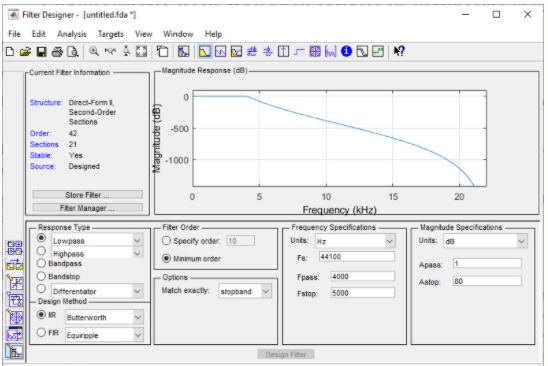 Filter Designer - [untitled.fda *]
File Edit Analysis Targets View Window Help
Current Filter Information
Structure: Direct-Form II,
Second-Order
Sections
Order: 42
Sections 21
Stable: Yes
Source: Designed
Store Filter ...
Filter Manager ...
Magnitude Response (dB)
Magnitude (dB)
0
-500
-1000
0 5 10 15 20
Frequency (kHz)
Response Type
Lowpass
Highpass
Bandpass
Bandstop
Differentiator
Design Method
IIR Butterworth
FIR Equiripple
Filter Order
Specify order: 10
Minimum order
Options
Match exactly: stopband
Frequency Specifications
Units: Hz
Fs: 44100
Fpass: 4000
Fstop: 5000
Magnitude Specifications
Units: dB
Apass: 1
Astop: 80
Design Filter